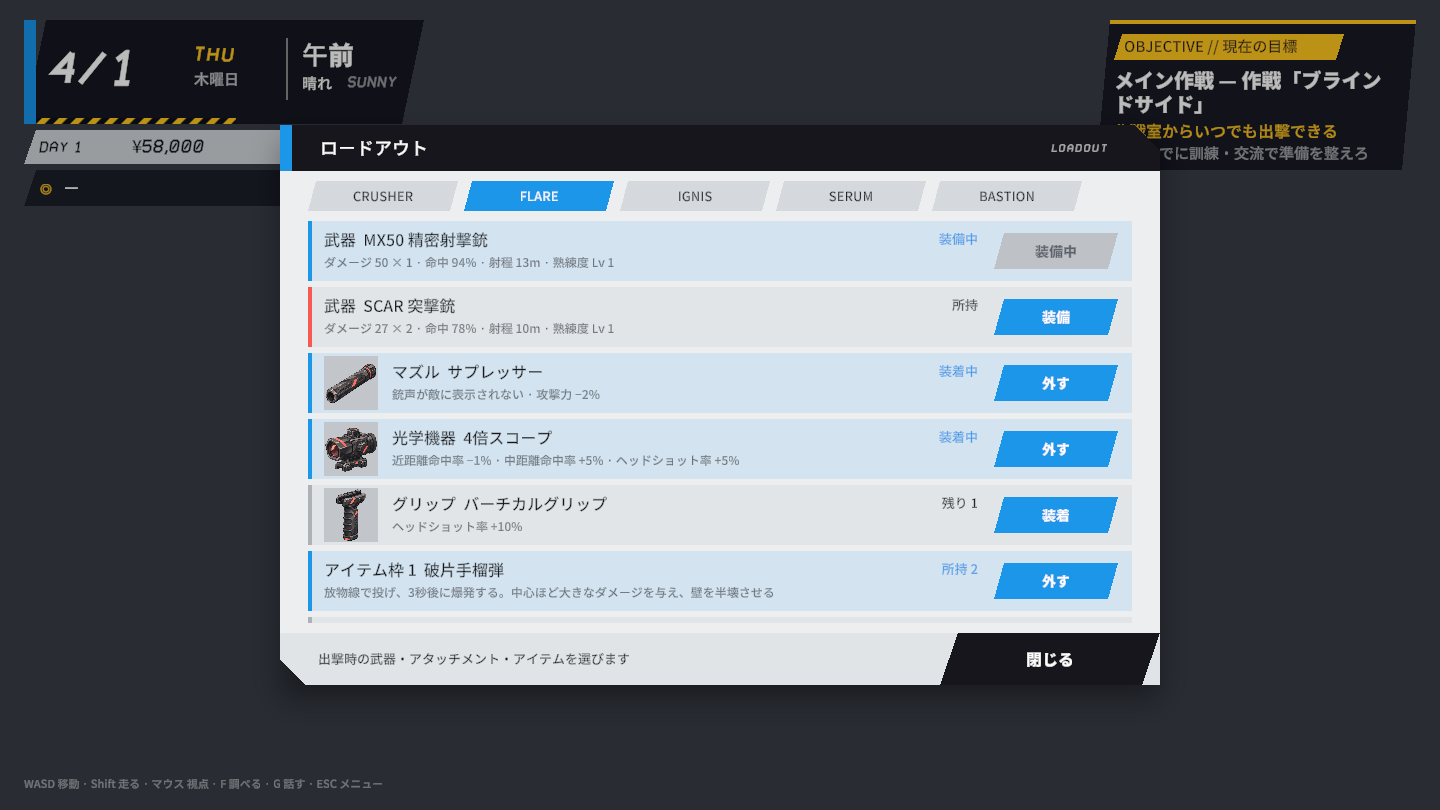 4/1
THU
木曜日
午前
晴れ SUNNY
DAY 1 ¥58,000
—
OBJECTIVE // 現在の目標
メイン作戦 — 作戦「ブライン
ドサイド」
戦室からいつでも出撃できる
でに訓練・交流で準備を整えろ
ロードアウト
LOADOUT
CRUSHER
FLARE
IGNIS
SERUM
BASTION
武器 MX50 精密射撃銃
ダメージ 50 × 1 · 命中 94% · 射程 13m · 熟練度 Lv 1
装備中
装備中
武器 SCAR 突撃銃
ダメージ 27 × 2 · 命中 78% · 射程 10m · 熟練度 Lv 1
所持
装備
マズル サプレッサー
銃声が敵に表示されない · 攻撃力 −2%
装着中
外す
光学機器 4倍スコープ
近距離命中率 −1% · 中距離命中率 +5% · ヘッドショット率 +5%
装着中
外す
グリップ バーチカルグリップ
ヘッドショット率 +10%
残り 1
装着
アイテム枠 1 破片手榴弾
放物線で投げ、3秒後に爆発する。中心ほど大きなダメージを与え、壁を半壊させる
所持 2
外す
出撃時の武器・アタッチメント・アイテムを選びます
閉じる
WASD 移動 · Shift 走る · マウス 視点 · F 調べる · G 話す · ESC メニュー